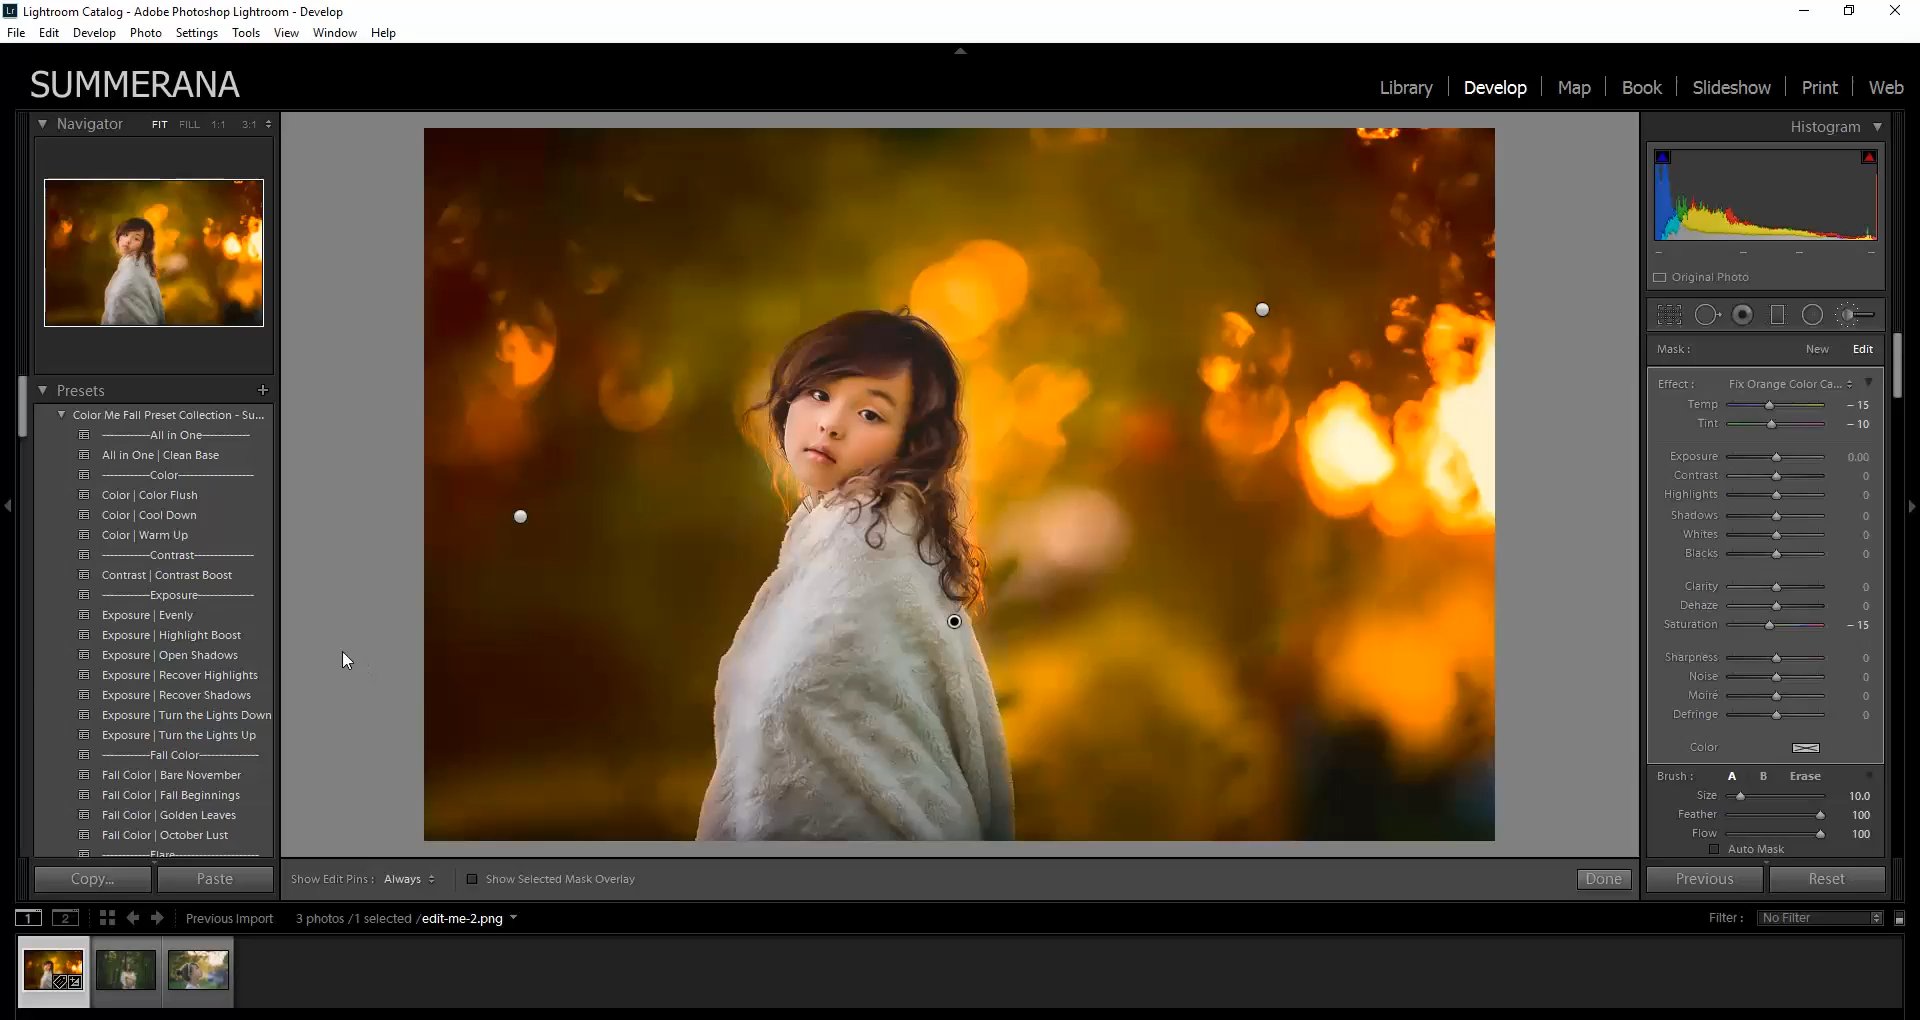 Lr Lightroom Catalog - Adobe Photoshop Lightroom - Develop
File Edit Develop Photo Settings Tools View Window Help
SUMMERANA
Library | Develop | Map | Book | Slideshow | Print | Web
Navigator FIT FILL 1:1 3:1
Presets +
Color Me Fall Preset Collection - Su...
------------All in One------------
All in One | Clean Base
------------Color------------
Color | Color Flush
Color | Cool Down
Color | Warm Up
------------Contrast------------
Contrast | Contrast Boost
------------Exposure------------
Exposure | Evenly
Exposure | Highlight Boost
Exposure | Open Shadows
Exposure | Recover Highlights
Exposure | Recover Shadows
Exposure | Turn the Lights Down
Exposure | Turn the Lights Up
------------Fall Color------------
Fall Color | Bare November
Fall Color | Fall Beginnings
Fall Color | Golden Leaves
Fall Color | October Lust
------------Flare------------
Copy... Paste
Show Edit Pins : Always Show Selected Mask Overlay Done
Histogram
Original Photo
Mask : New Edit
Effect : Fix Orange Color Ca...
Temp - 15
Tint - 10
Exposure 0.00
Contrast 0
Highlights 0
Shadows 0
Whites 0
Blacks 0
Clarity 0
Dehaze 0
Saturation - 15
Sharpness 0
Noise 0
Moiré 0
Defringe 0
Color
Brush : A B Erase
Size 10.0
Feather 100
Flow 100
Auto Mask
Previous Reset
1 2 Previous Import 3 photos / 1 selected / edit-me-2.png Filter : No Filter